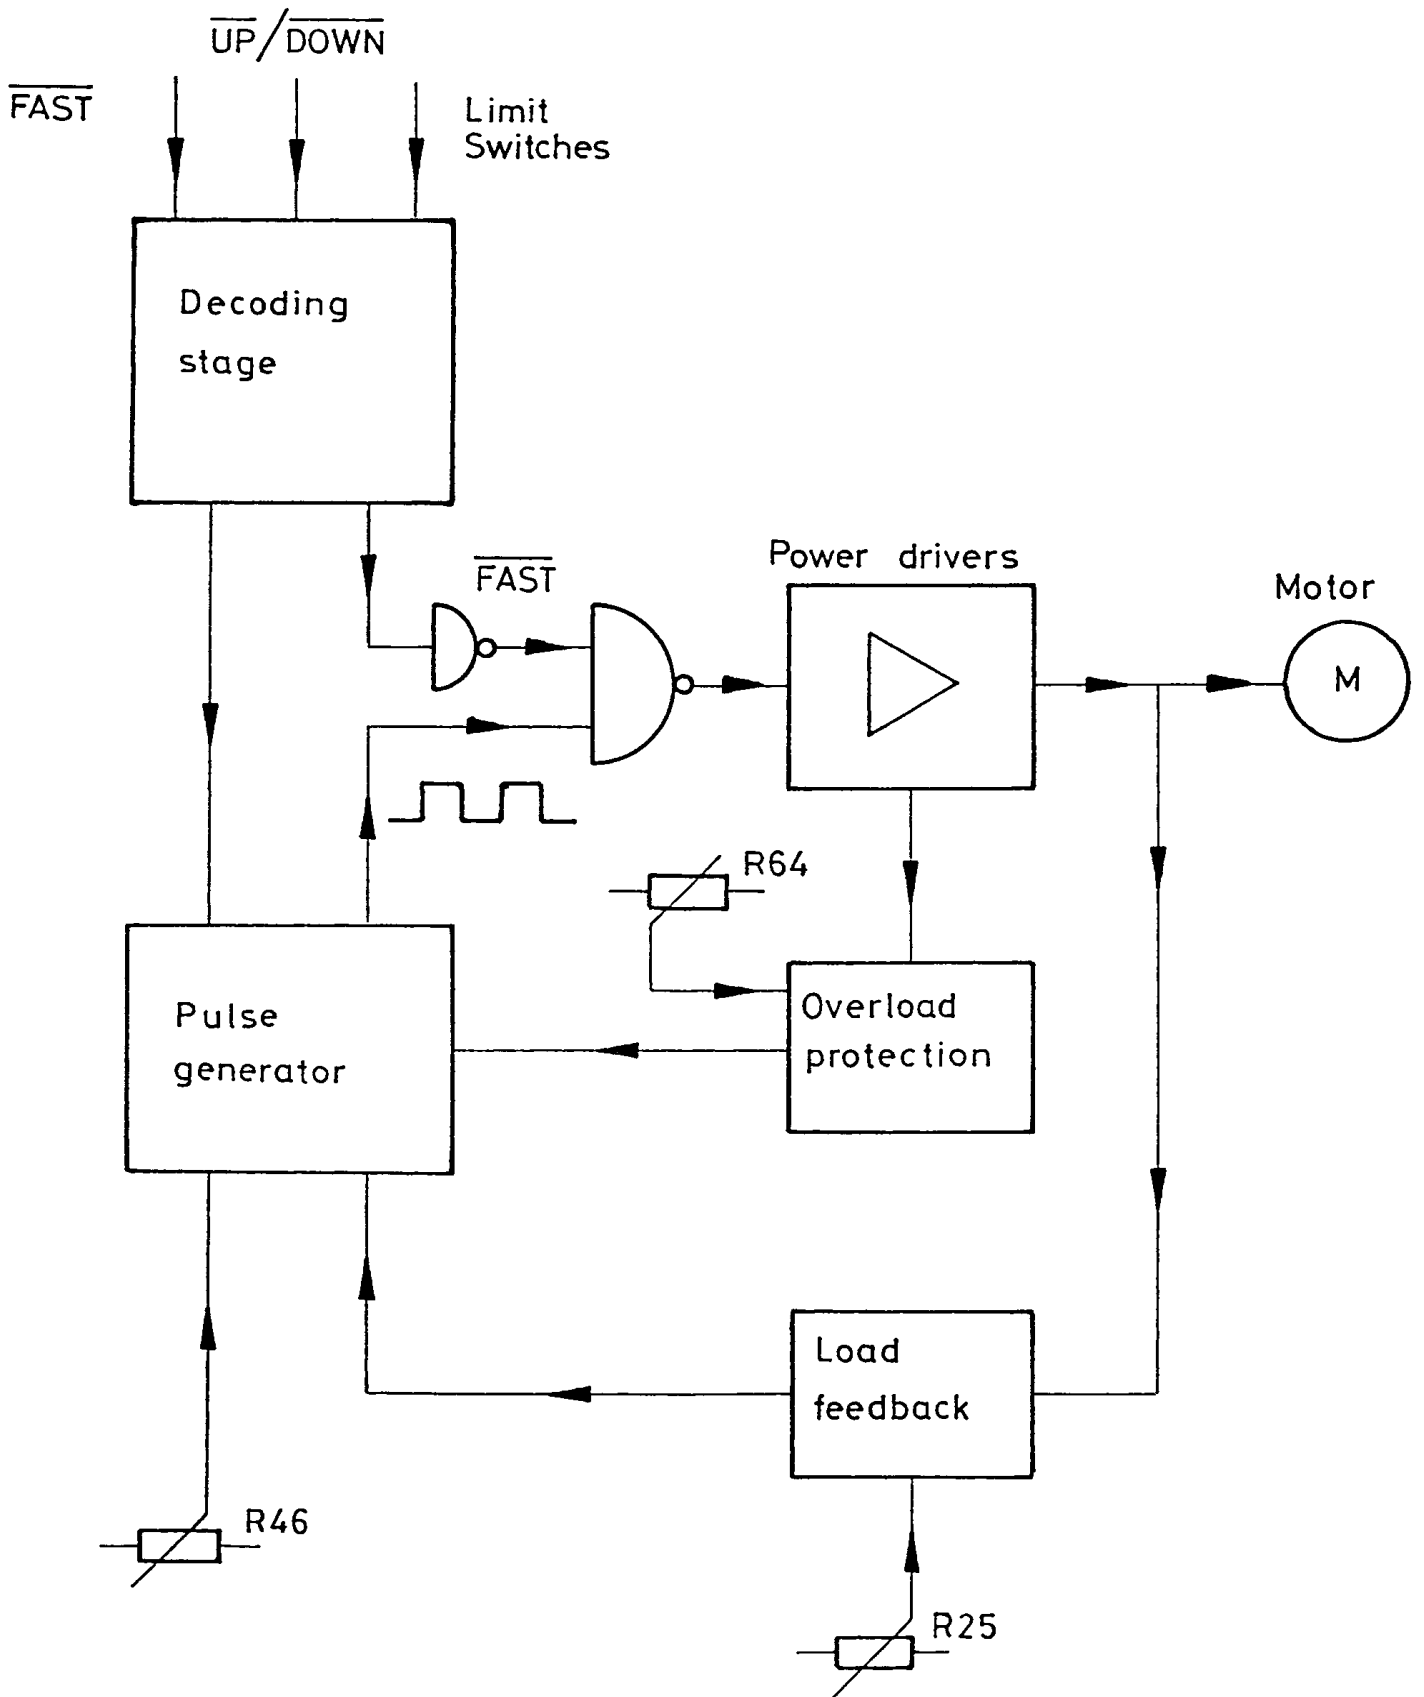 UP/DOWN
FAST
Limit
Switches
Decoding
stage
FAST
Power drivers
Motor
M
R64
Overload
protection
Pulse
generator
Load
feedback
R46
R25